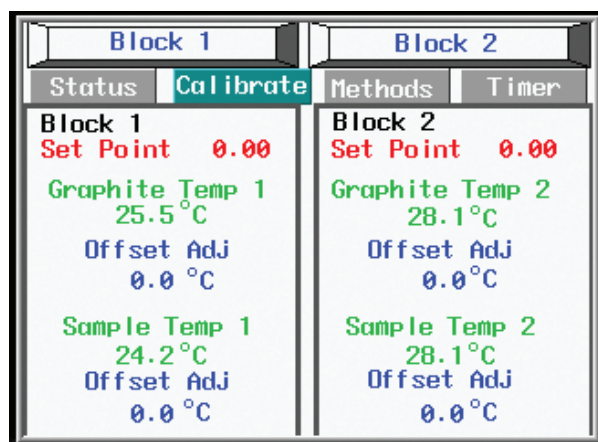 Block 1
Block 2
Status Calibrate Methods Timer
Block 1
Set Point 0.00
Graphite Temp 1
25.5°C
Offset Adj
0.0 °C
Sample Temp 1
24.2°C
Offset Adj
0.0 °C
Block 2
Set Point 0.00
Graphite Temp 2
28.1°C
Offset Adj
0.0°C
Sample Temp 2
28.1°C
Offset Adj
0.0°C